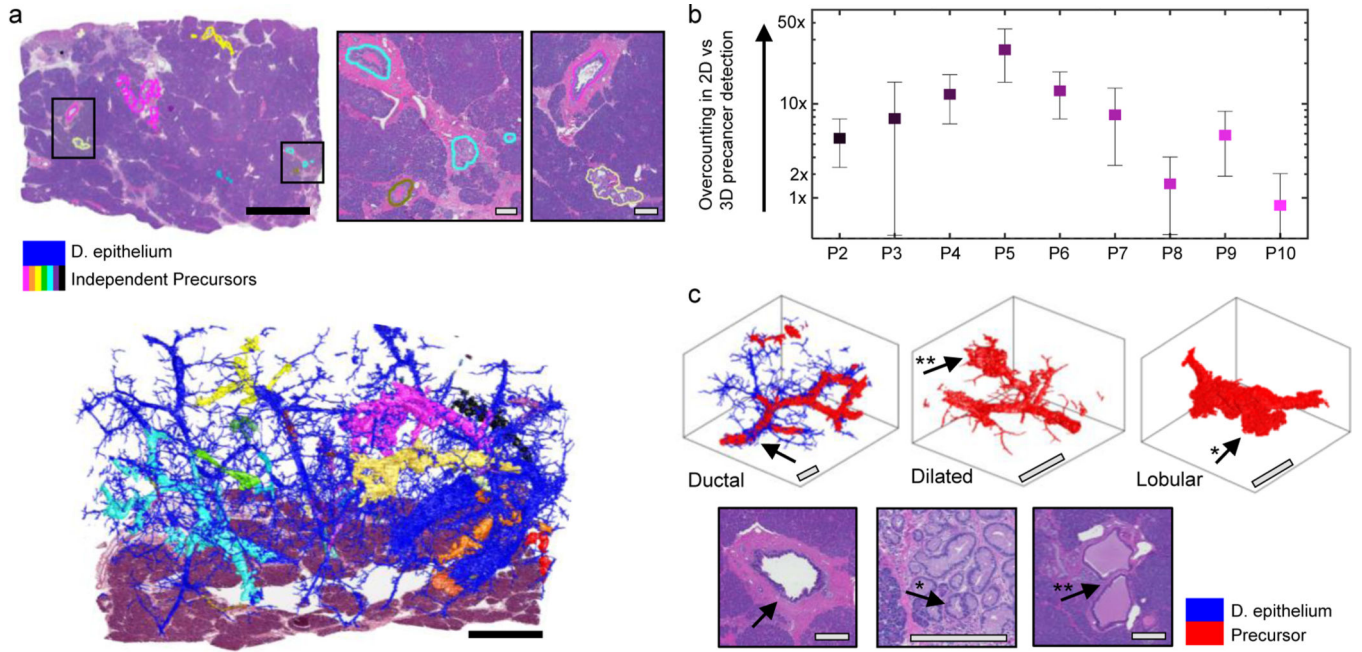 a
D. epithelium
Independent Precursors
b
Overcounting in 2D vs
3D precancer detection
50x
10x
2x
1x
P2 P3 P4 P5 P6 P7 P8 P9 P10
c
**
*
Ductal
Dilated
Lobular
*
**
D. epithelium
Precursor